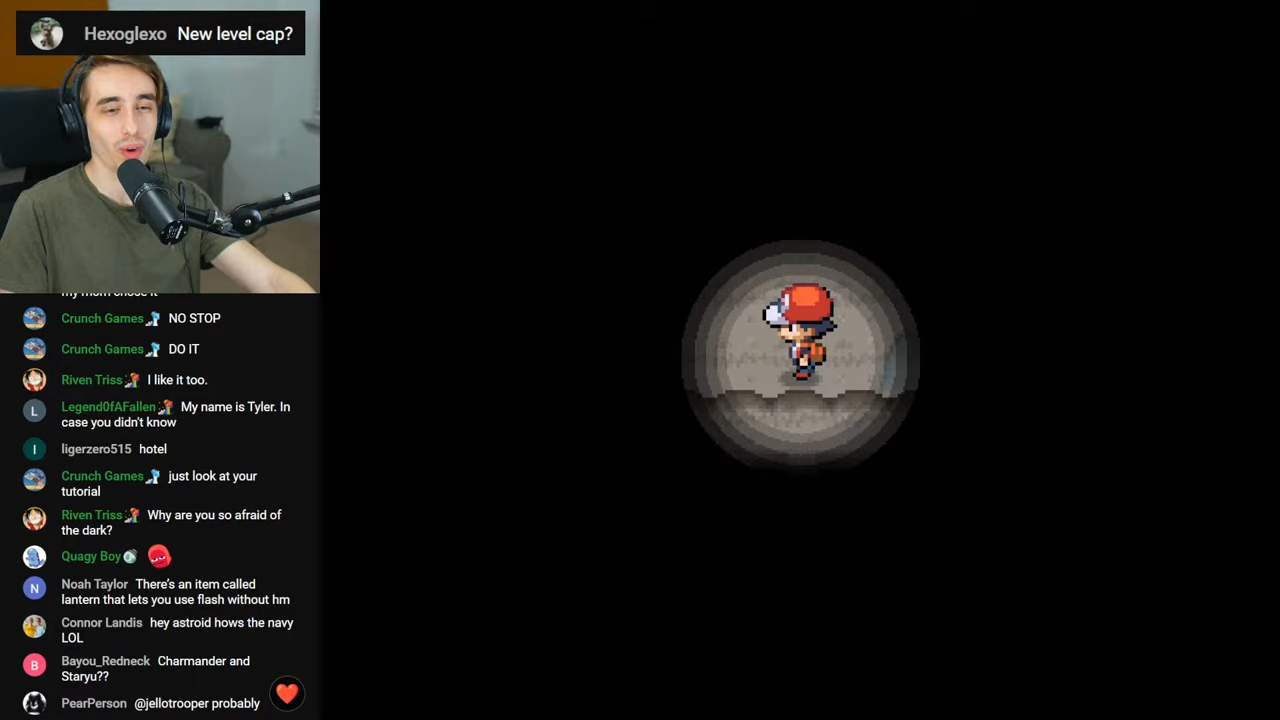 Hexoglexo New level cap?
my mom chose it
Crunch Games NO STOP
Crunch Games DO IT
Riven Triss I like it too.
Legend0fAFallen My name is Tyler. In
case you didn't know
L
ligerzero515 hotel
I
Crunch Games just look at your
tutorial
Riven Triss Why are you so afraid of
the dark?
Quagy Boy
Noah Taylor There's an item called
lantern that lets you use flash without hm
N
Connor Landis hey astroid hows the navy
LOL
Bayou_Redneck Charmander and
Staryu??
B
PearPerson @jellotrooper probably